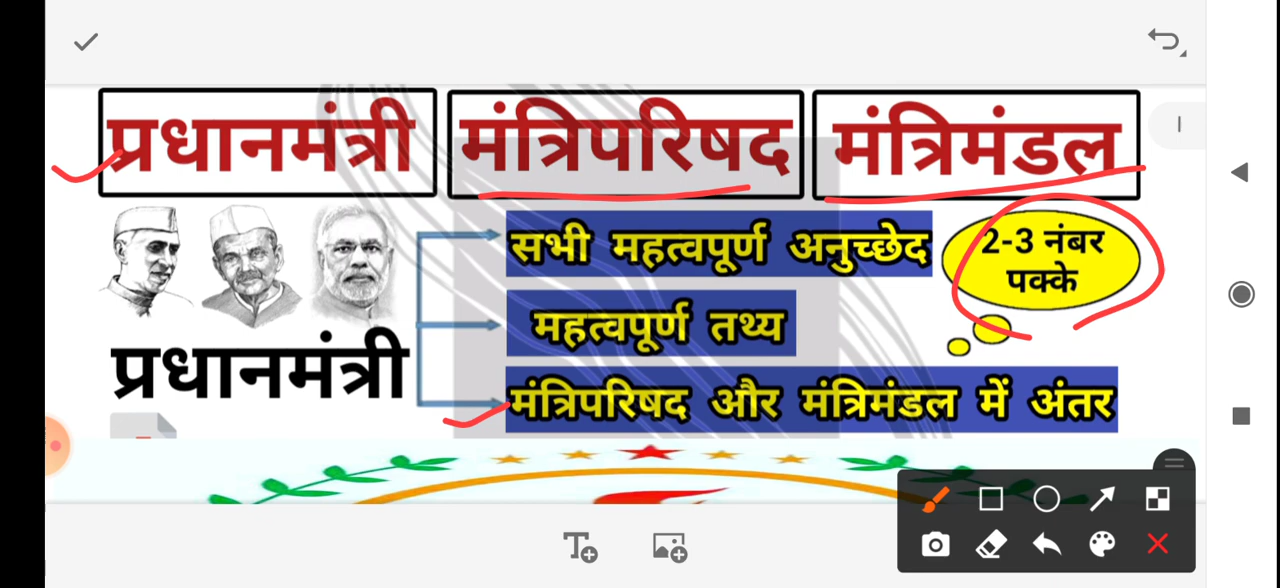 प्रधानमंत्री मंत्रिपरिषद मंत्रिमंडल
सभी महत्वपूर्ण अनुच्छेद
2-3 नंबर
पक्के
महत्वपूर्ण तथ्य
प्रधानमंत्री
मंत्रिपरिषद और मंत्रिमंडल में अंतर